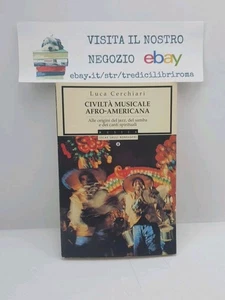 VISITA IL NOSTRO
NEGOZIO ebay
ebay.it/str/tredicilibriroma
Luca Cerchiari
CIVILTÀ MUSICALE
AFRO-AMERICANA
Alle origini del jazz, del samba
e dei canti spirituali